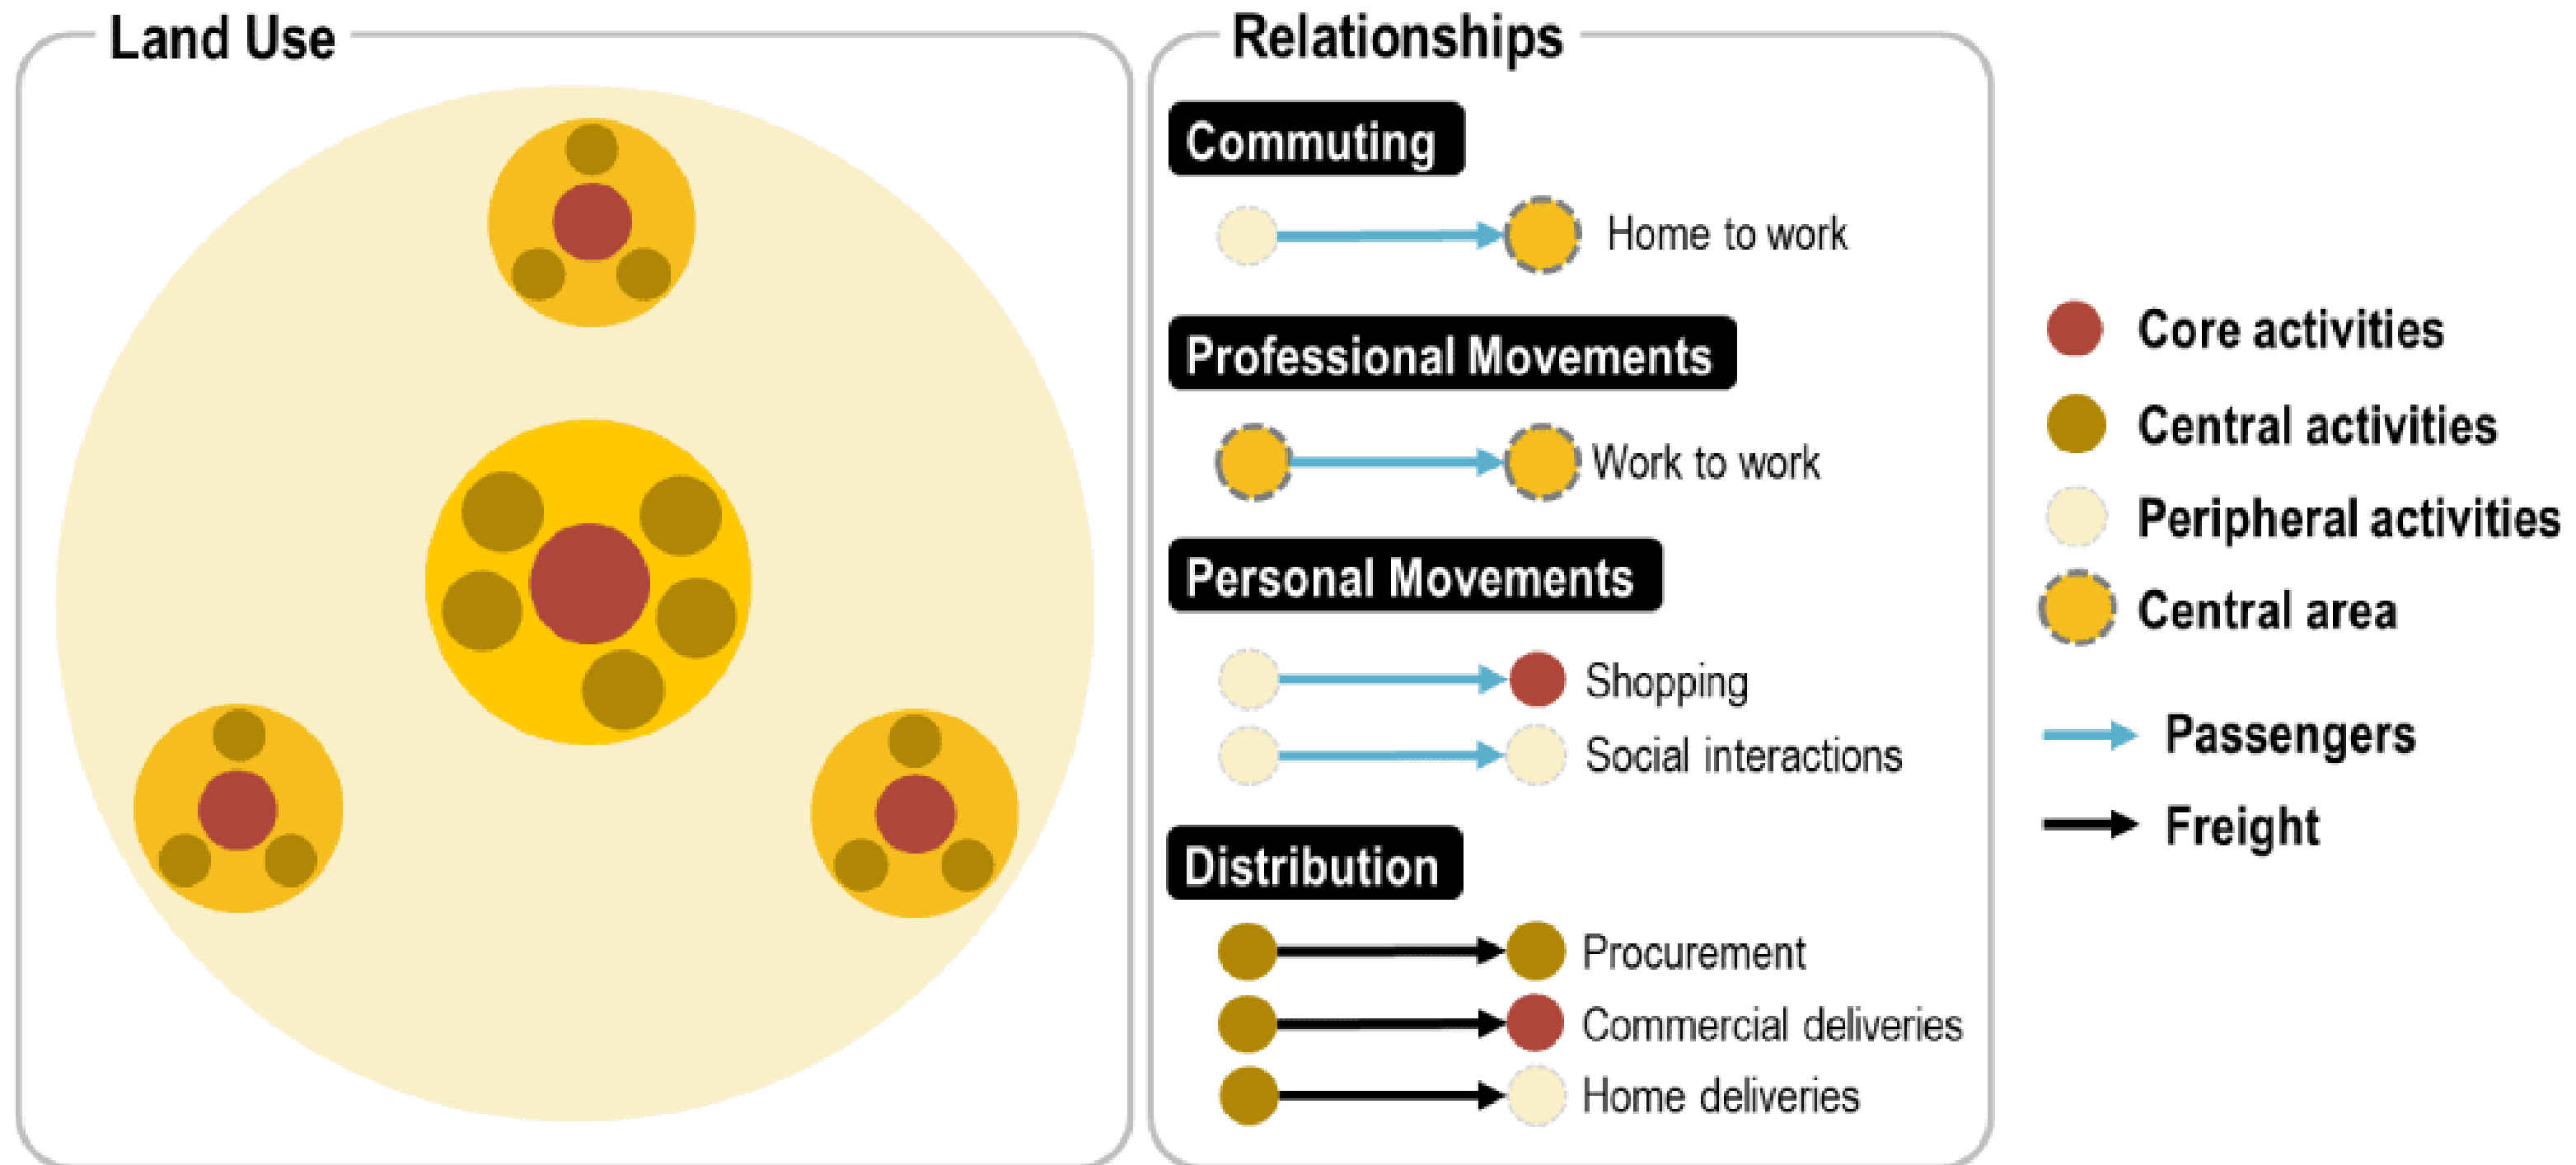 Land Use
Relationships
Commuting
Home to work
Professional Movements
Work to work
Personal Movements
Shopping
Social interactions
Distribution
Procurement
Commercial deliveries
Home deliveries
Core activities
Central activities
Peripheral activities
Central area
Passengers
Freight